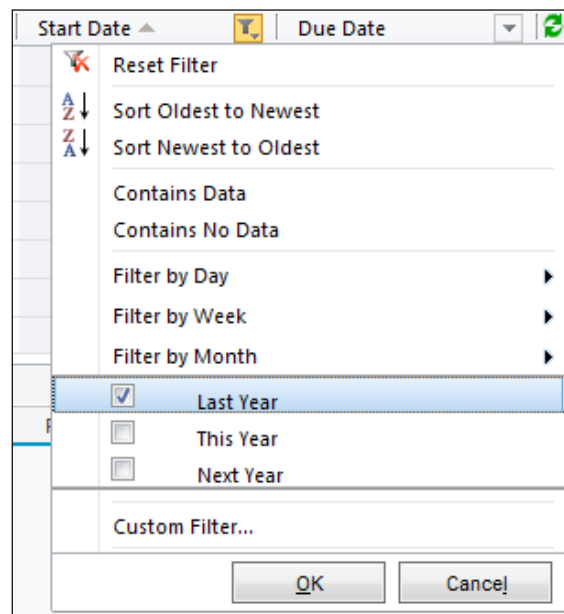 Start Date Due Date
Reset Filter
Sort Oldest to Newest
Sort Newest to Oldest
Contains Data
Contains No Data
Filter by Day
Filter by Week
Filter by Month
Last Year
This Year
Next Year
Custom Filter...
OK Cancel